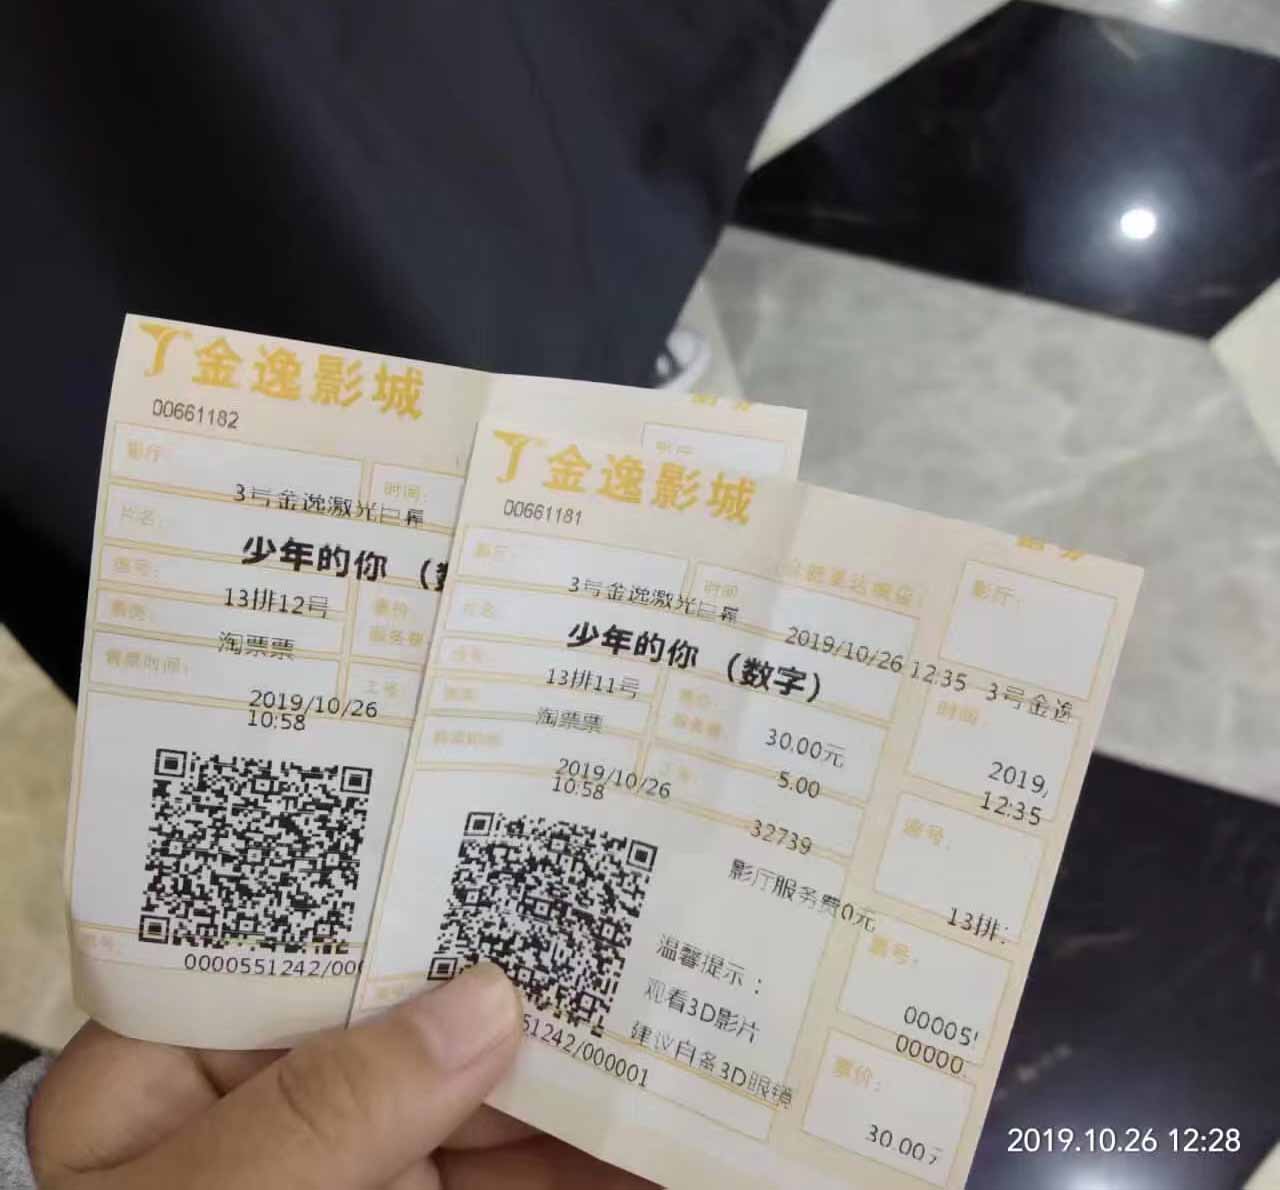 金逸影城
00661182
影厅：
3号金逸激光巨幕
时间：
片名：
少年的你 （数
座号：
13排12号
票价：
服务费
票类：
淘票票
售票时间：
2019/10/26
10:58
工号：
票号：
0000551242/000
影厅
金逸影城
00661181
影厅：
3号金逸激光巨幕
时间
2019/10/26 12:35
片名
少年的你 （数字）
座号：
13排11号
票价：
30.00元
服务费
5.00
票类：
淘票票
售票时间
2019/10/26
10:58
工号：
32739
影厅服务费0元
温馨提示：
观看3D影片
建议自备3D眼镜
51242/000001
影厅：
3号金逸
时间：
2019/
12:35
座号：
13排
票号：
00005
00000
票价：
30.00元
2019.10.26 12:28